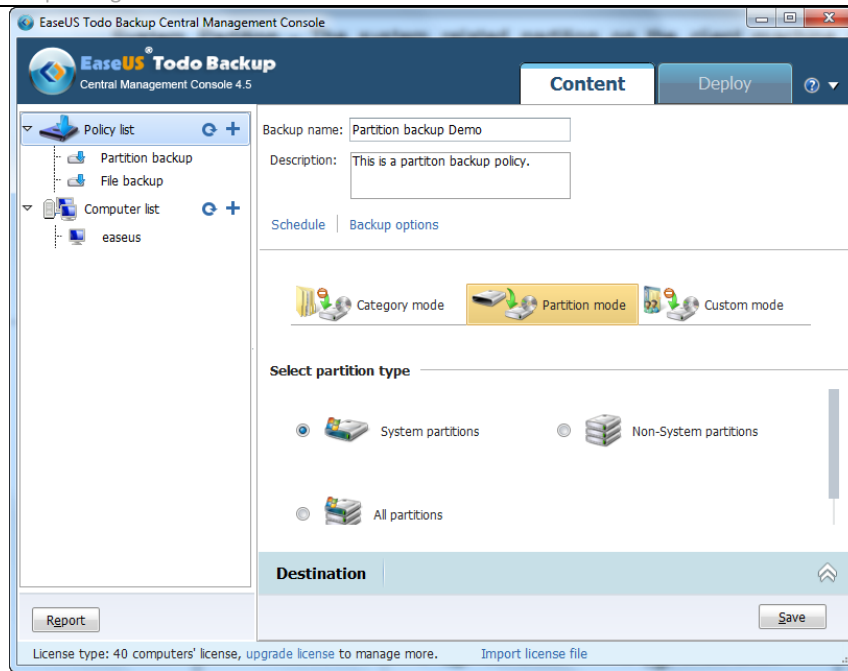 EaseUS Todo Backup Central Management Console
EaseUS® Todo Backup
Central Management Console 4.5
Content
Deploy
Policy list
Partition backup
File backup
Computer list
easeus
Backup name: Partition backup Demo
Description: This is a partiton backup policy.
Schedule
Backup options
Category mode
Partition mode
Custom mode
Select partition type
System partitions
Non-System partitions
All partitions
Destination
Report
Save
License type: 40 computers' license, upgrade license to manage more.
Import license file